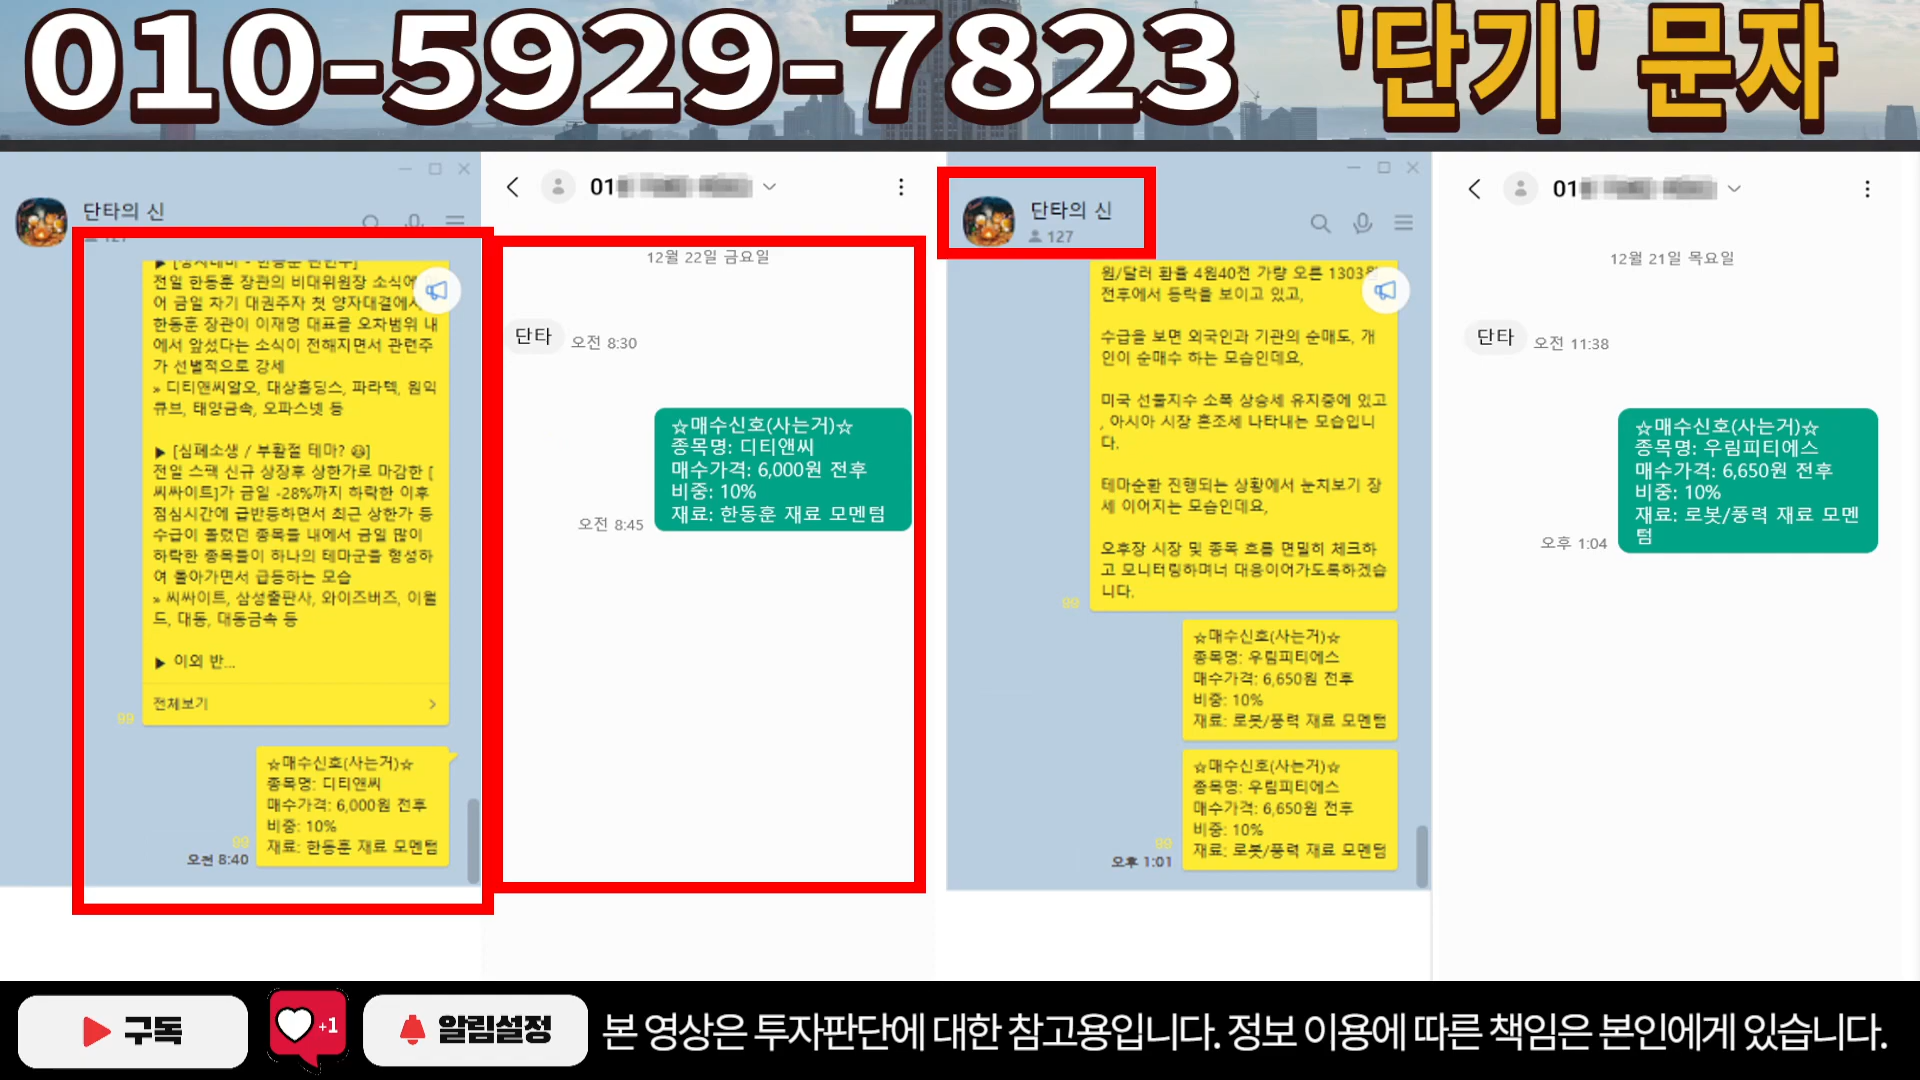 010-5929-7823 '단기' 문자
단타의 신
127
전일 한동훈 장관의 비대위원장 소식에
어 금일 차기 대권주자 첫 양자대결에서
한동훈 장관이 이재명 대표를 오차범위 내
에서 앞섰다는 소식이 전해지면서 관련주
가 선별적으로 강세
» 디티앤씨알오, 대상홀딩스, 파라텍, 원익
큐브, 태양금속, 오파스넷 등
▶ [심폐소생 / 부활절 테마? ]
전일 스팩 신규 상장후 상한가로 마감한 [
씨싸이트]가 금일 -28%까지 하락한 이후
점심시간에 급반등하면서 최근 상한가 등
수급이 몰렸던 종목들 내에서 금일 많이
하락한 종목들이 하나의 테마군을 형성하
여 돌아가면서 급등하는 모습
» 씨싸이트, 삼성출판사, 와이즈버즈, 이월
드, 대동, 대동금속 등
▶ 이외 반...
전체보기
99
☆매수신호(사는거)☆
종목명: 디티앤씨
매수가격: 6,000원 전후
비중: 10%
재료: 한동훈 재료 모멘텀
99
오전 8:40
01
12월 22일 금요일
단타 오전 8:30
☆매수신호(사는거)☆
종목명: 디티앤씨
매수가격: 6,000원 전후
비중: 10%
재료: 한동훈 재료 모멘텀
오전 8:45
단타의 신
127
원/달러 환율 4원40전 가량 오른 1303원
전후에서 등락을 보이고 있고,
수급을 보면 외국인과 기관의 순매도, 개
인이 순매수 하는 모습인데요,
미국 선물지수 소폭 상승세 유지중에 있고
, 아시아 시장 혼조세 나타내는 모습입니
다.
테마순환 진행되는 상황에서 눈치보기 장
세 이어지는 모습인데요,
오후장 시장 및 종목 흐름 면밀히 체크하
고 모니터링하며너 대응이어가도록하겠습
니다.
99
☆매수신호(사는거)☆
종목명: 우림피티에스
매수가격: 6,650원 전후
비중: 10%
재료: 로봇/풍력 재료 모멘텀
☆매수신호(사는거)☆
종목명: 우림피티에스
매수가격: 6,650원 전후
비중: 10%
재료: 로봇/풍력 재료 모멘텀
99
오후 1:01
01
12월 21일 목요일
단타 오전 11:38
☆매수신호(사는거)☆
종목명: 우림피티에스
매수가격: 6,650원 전후
비중: 10%
재료: 로봇/풍력 재료 모멘
텀
오후 1:04
구독 +1 알림설정 본 영상은 투자판단에 대한 참고용입니다. 정보 이용에 따른 책임은 본인에게 있습니다.